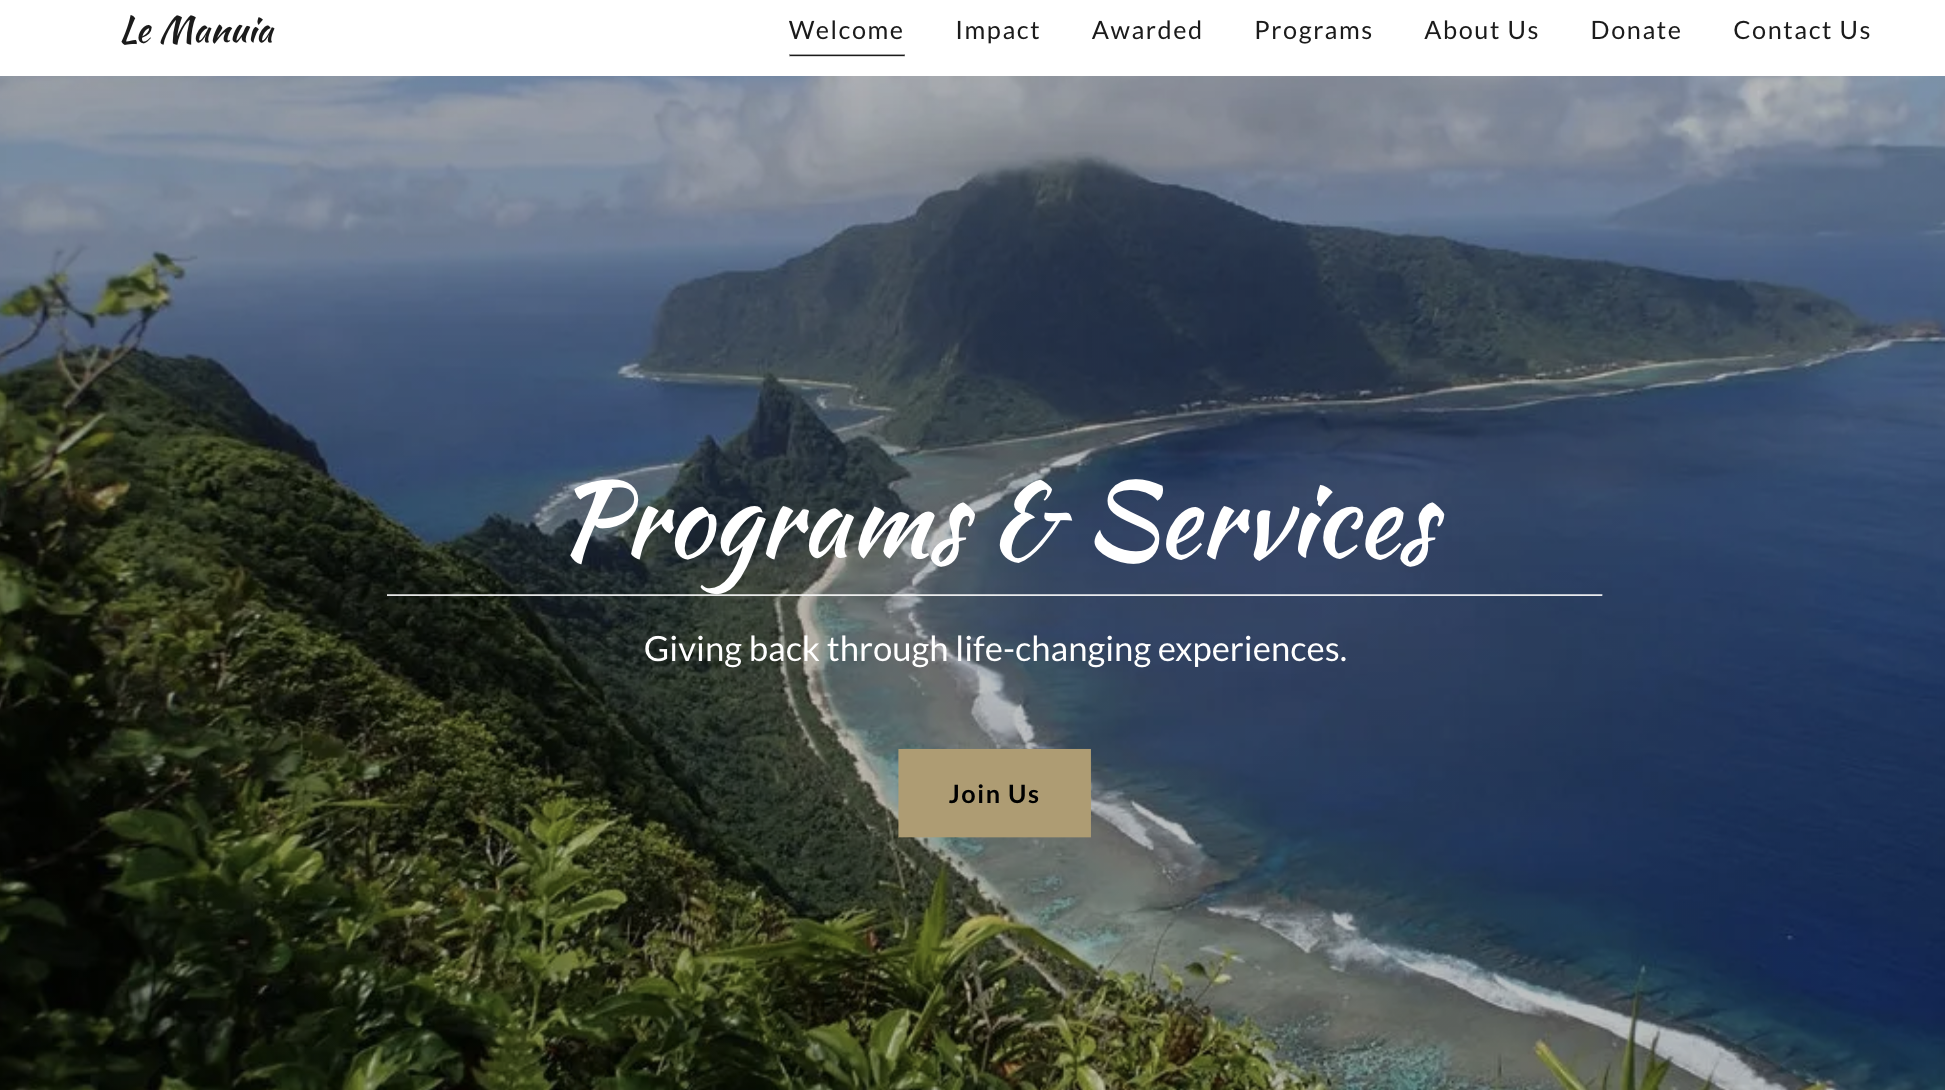 Le Manuia
Welcome Impact Awarded Programs About Us Donate Contact Us
Programs & Services
Giving back through life-changing experiences.
Join Us